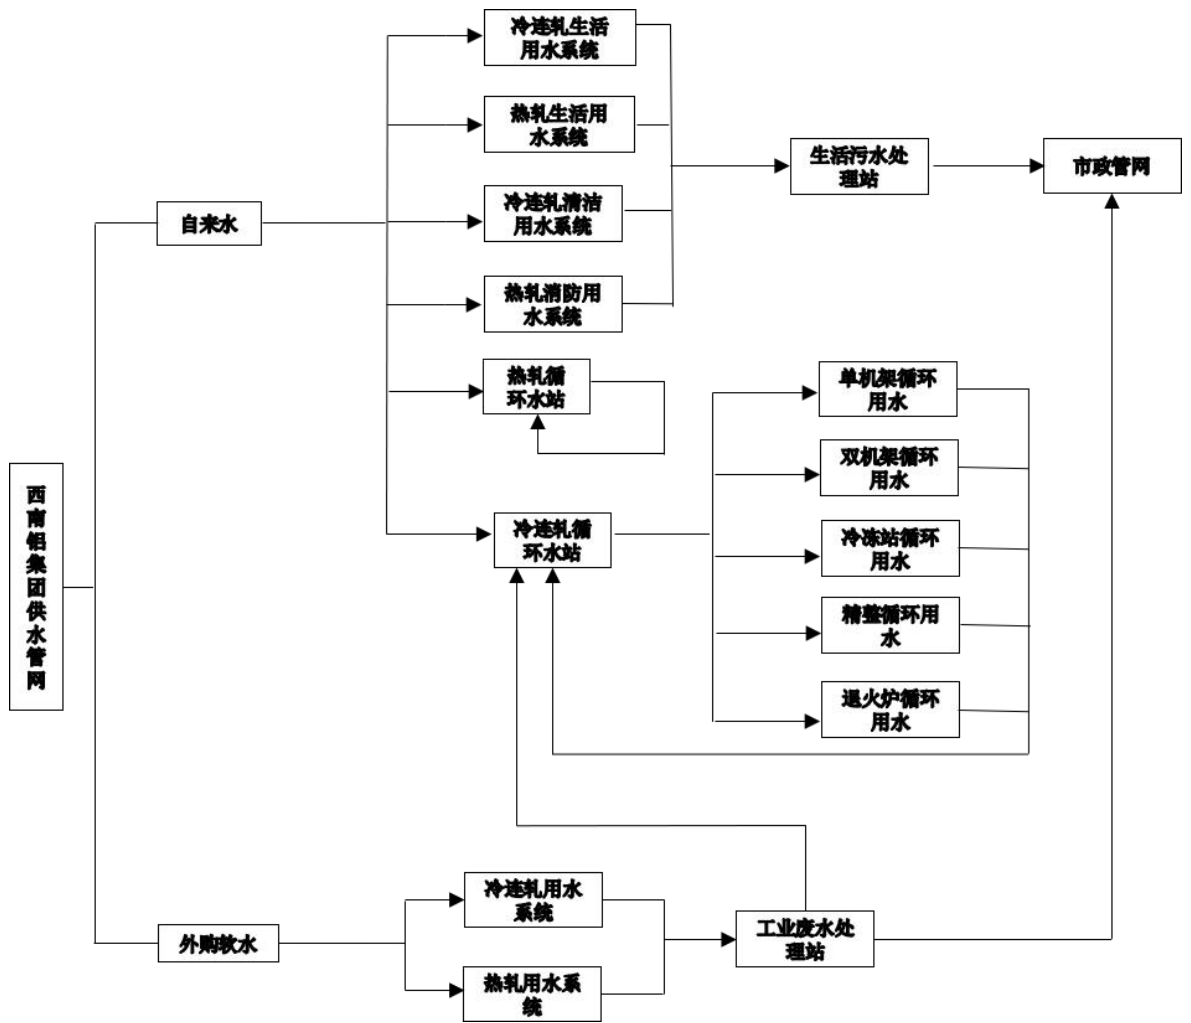 冷连轧生活
用水系统
热轧生活用
水系统
生活污水处
理站
市政管网
冷连轧清洁
用水系统
自来水
热轧消防用
水系统
热轧循
环水站
单机架循环
用水
双机架循环
用水
西
南
铝
集
团
供
水
管
网
冷连轧循
环水站
冷冻站循环
用水
精整循环用
水
退火炉循环
用水
冷连轧用水
系统
外购软水
工业废水处
理站
热轧用水系
统